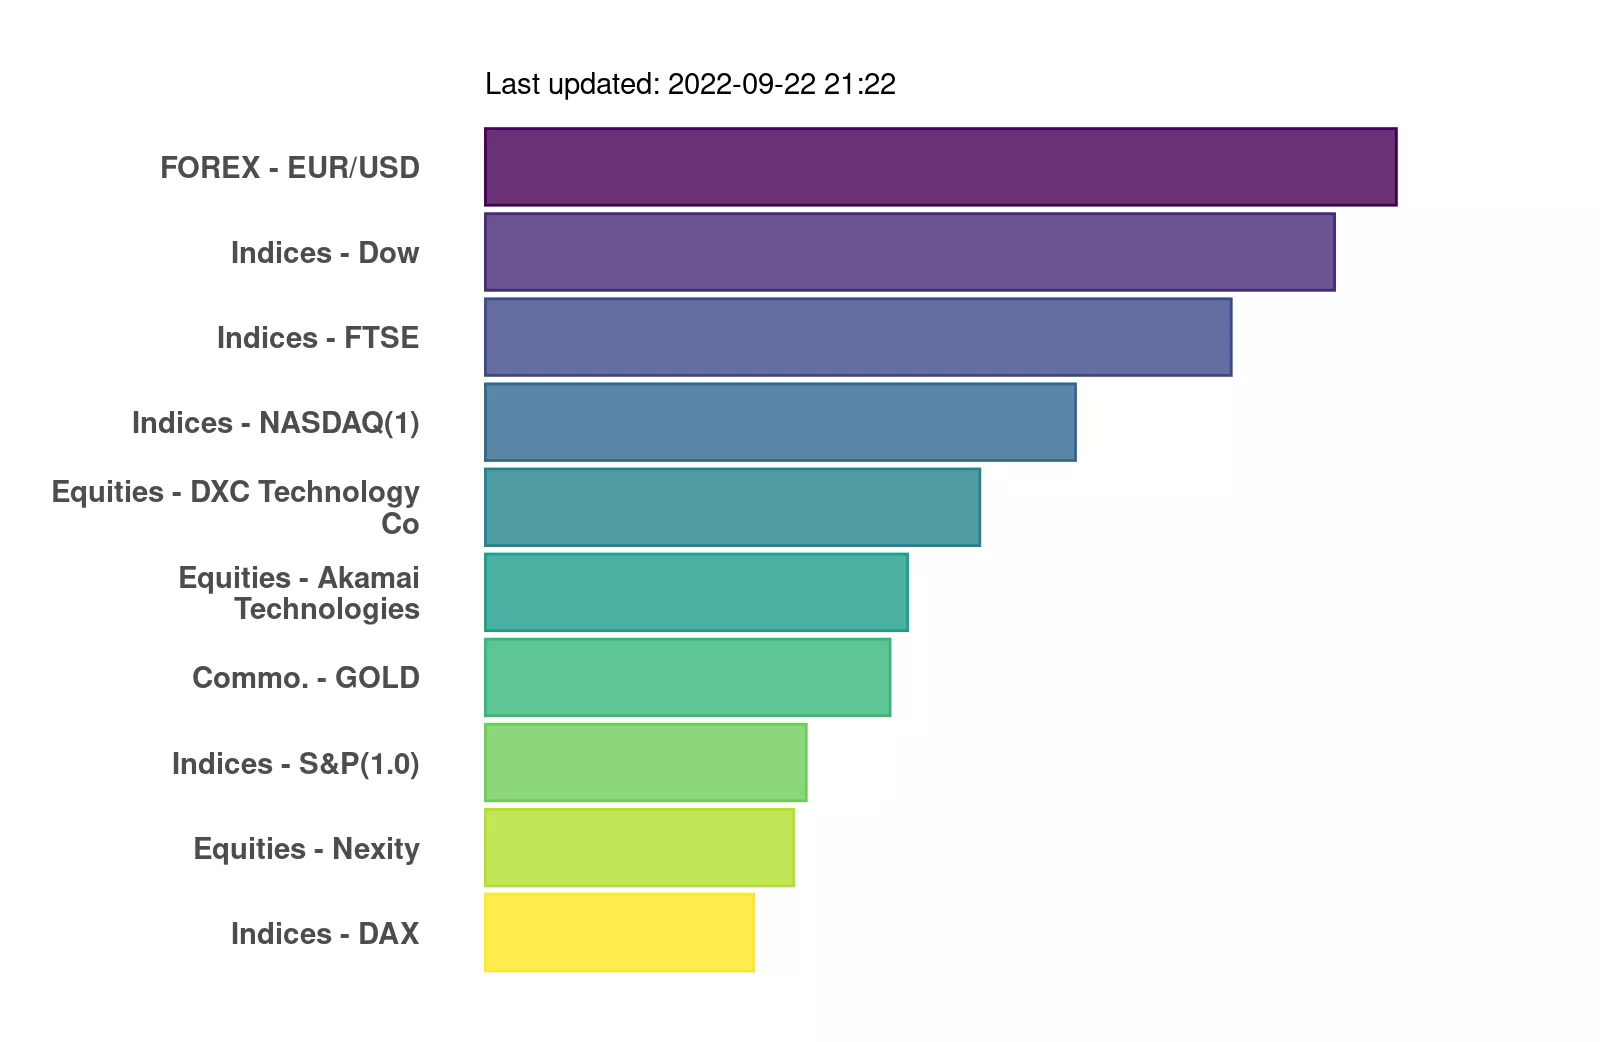 Last updated: 2022-09-22 21:22
FOREX - EUR/USD
Indices - Dow
Indices - FTSE
Indices - NASDAQ(1)
Equities - DXC Technology
Co
Equities - Akamai
Technologies
Commo. - GOLD
Indices - S&P(1.0)
Equities - Nexity
Indices - DAX